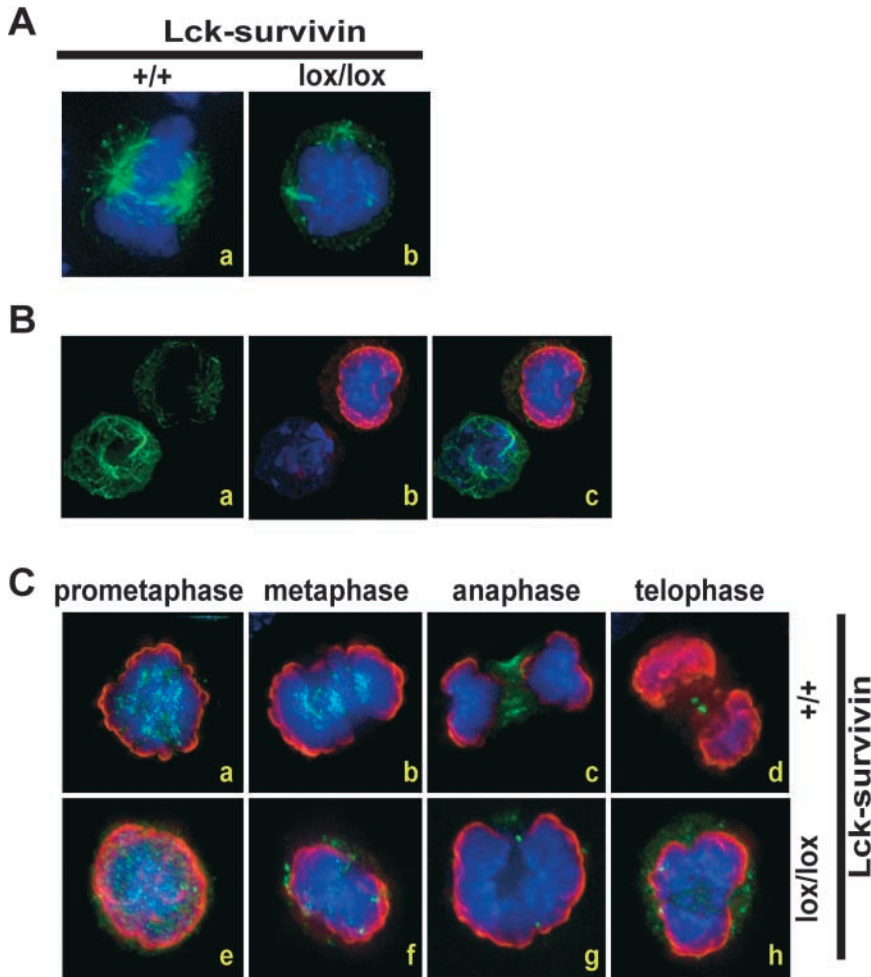 A
Lck-survivin
+/+ lox/lox
a b
B
a b c
C
prometaphase metaphase anaphase telophase
a b c d
+/+
e f g h
lox/lox
Lck-survivin